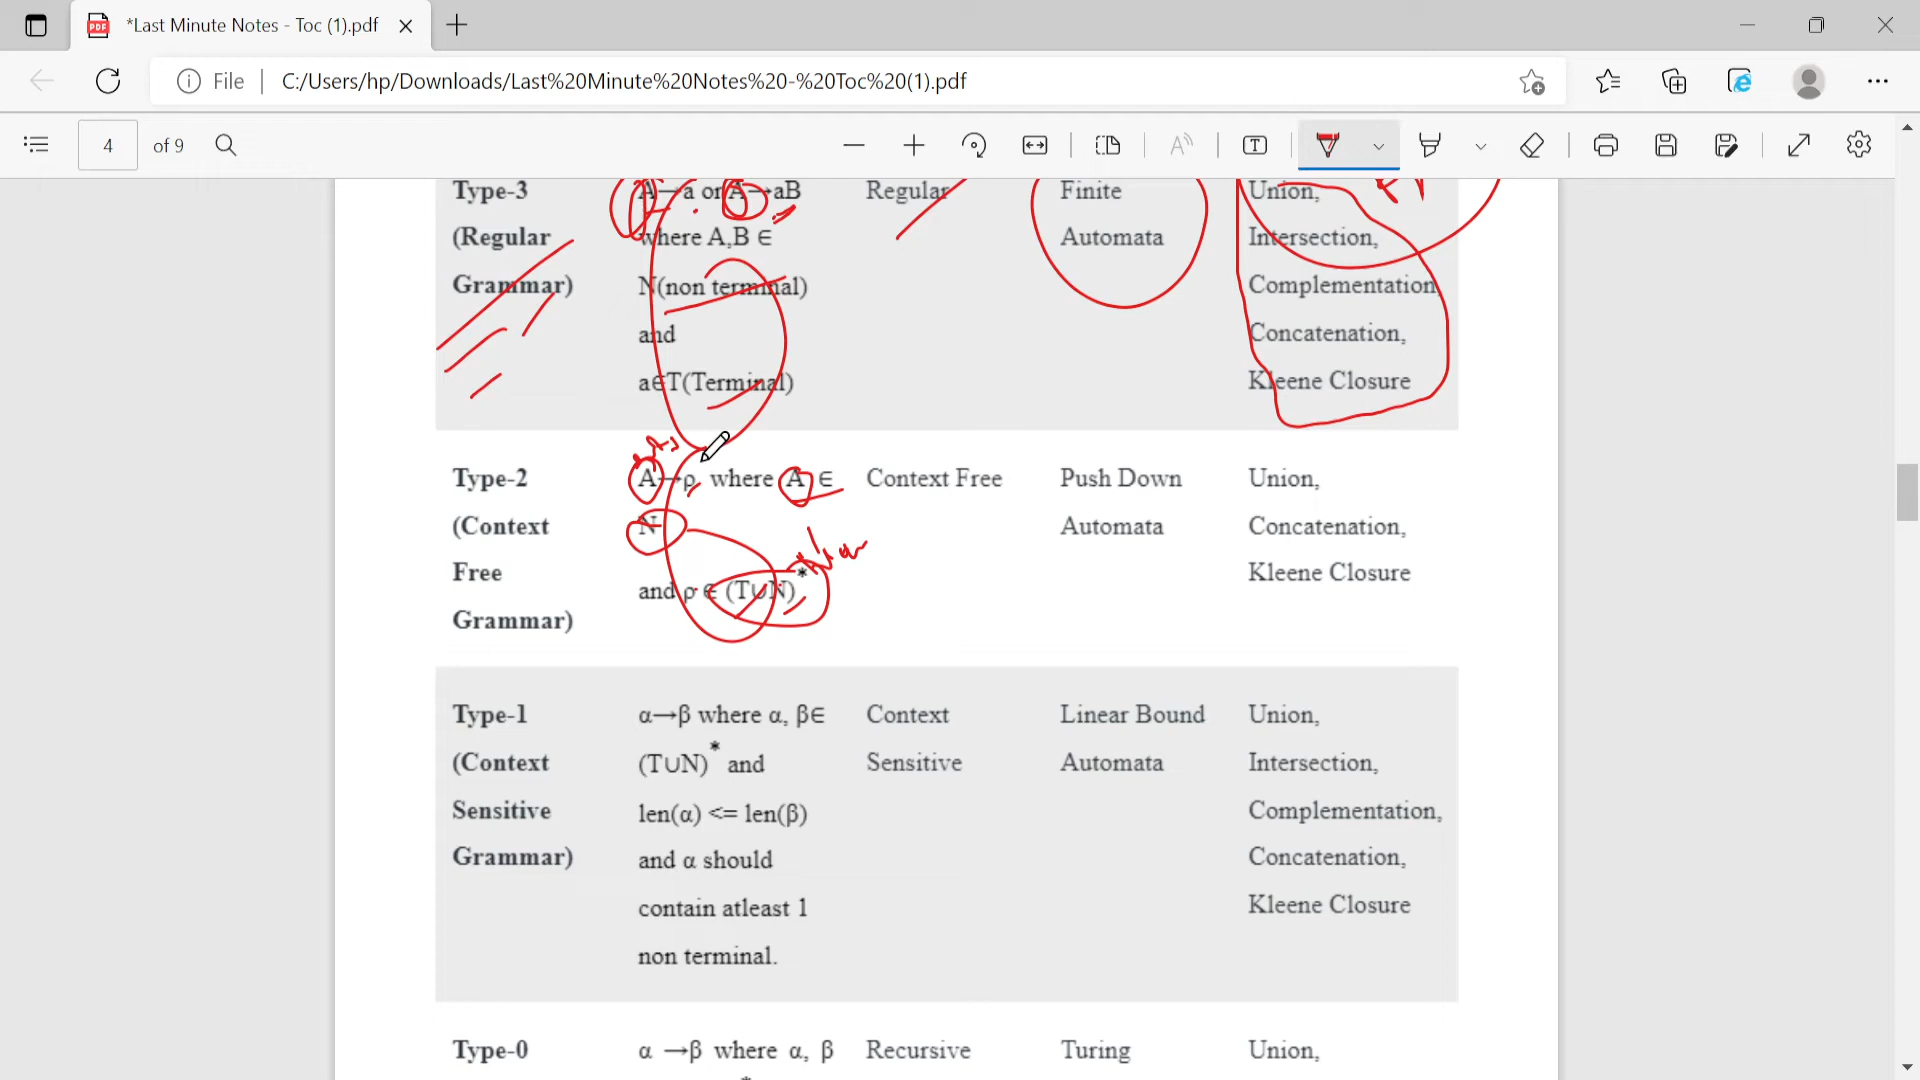 *Last Minute Notes - Toc (1).pdf
File
C:/Users/hp/Downloads/Last%20Minute%20Notes%20-%20Toc%20(1).pdf
4 of 9
Type-3
(Regular
Grammar)
A→a or A→aB
where A,B ∈
N(non terminal)
and
a∈T(Terminal)
Regular
Finite
Automata
Union,
Intersection,
Complementation,
Concatenation,
Kleene Closure
Type-2
(Context
Free
Grammar)
A→ρ where A ∈
N
and ρ ∈ (T∪N)*
Context Free
Push Down
Automata
Union,
Concatenation,
Kleene Closure
Type-1
(Context
Sensitive
Grammar)
α→β where α, β∈
(T∪N)* and
len(α) <= len(β)
and α should
contain atleast 1
non terminal.
Context
Sensitive
Linear Bound
Automata
Union,
Intersection,
Complementation,
Concatenation,
Kleene Closure
Type-0
α →β where α, β
Recursive
Turing
Union,